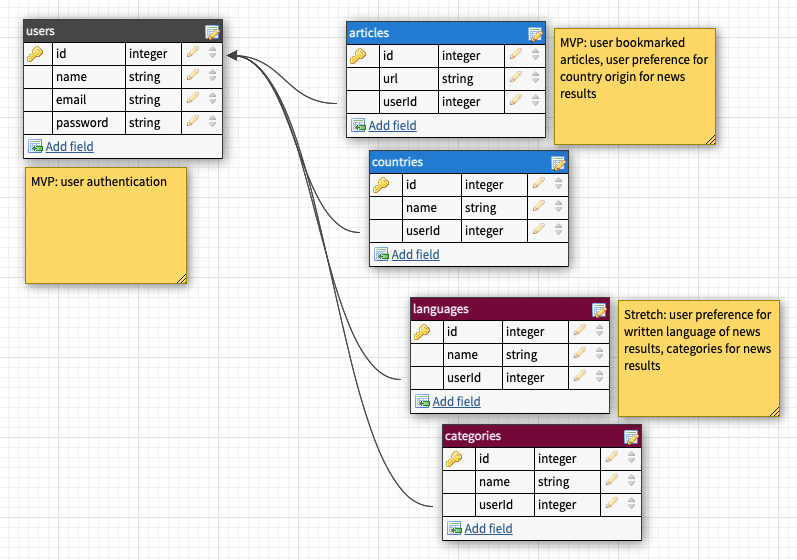 users
id integer
name string
email string
password string
Add field
MVP: user authentication
articles
id integer
url string
userId integer
Add field
MVP: user bookmarked
articles, user preference for
country origin for news
results
countries
id integer
name string
userId integer
Add field
languages
id integer
name string
userId integer
Add field
Stretch: user preference for
written language of news
results, categories for news
results
categories
id integer
name string
userId integer
Add field